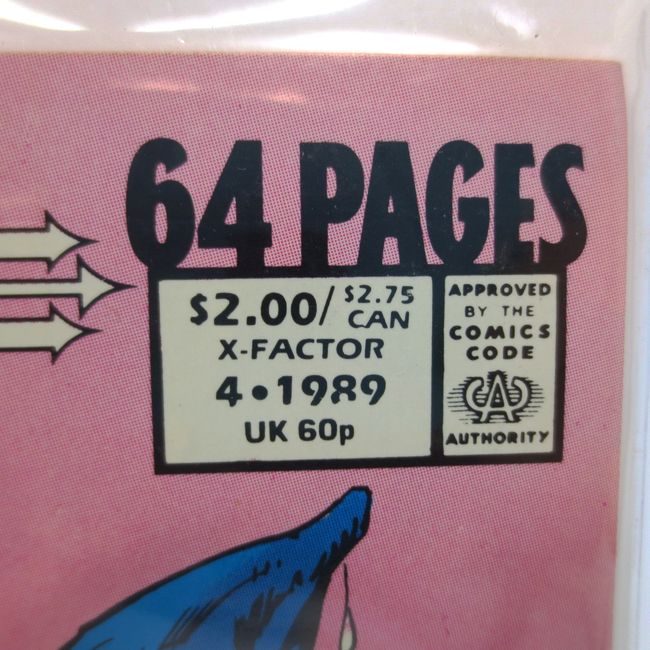 64 PAGES
$2.00/ $2.75
CAN
X-FACTOR
4•1989
UK 60p
APPROVED
BY THE
COMICS
CODE
CA
AUTHORITY